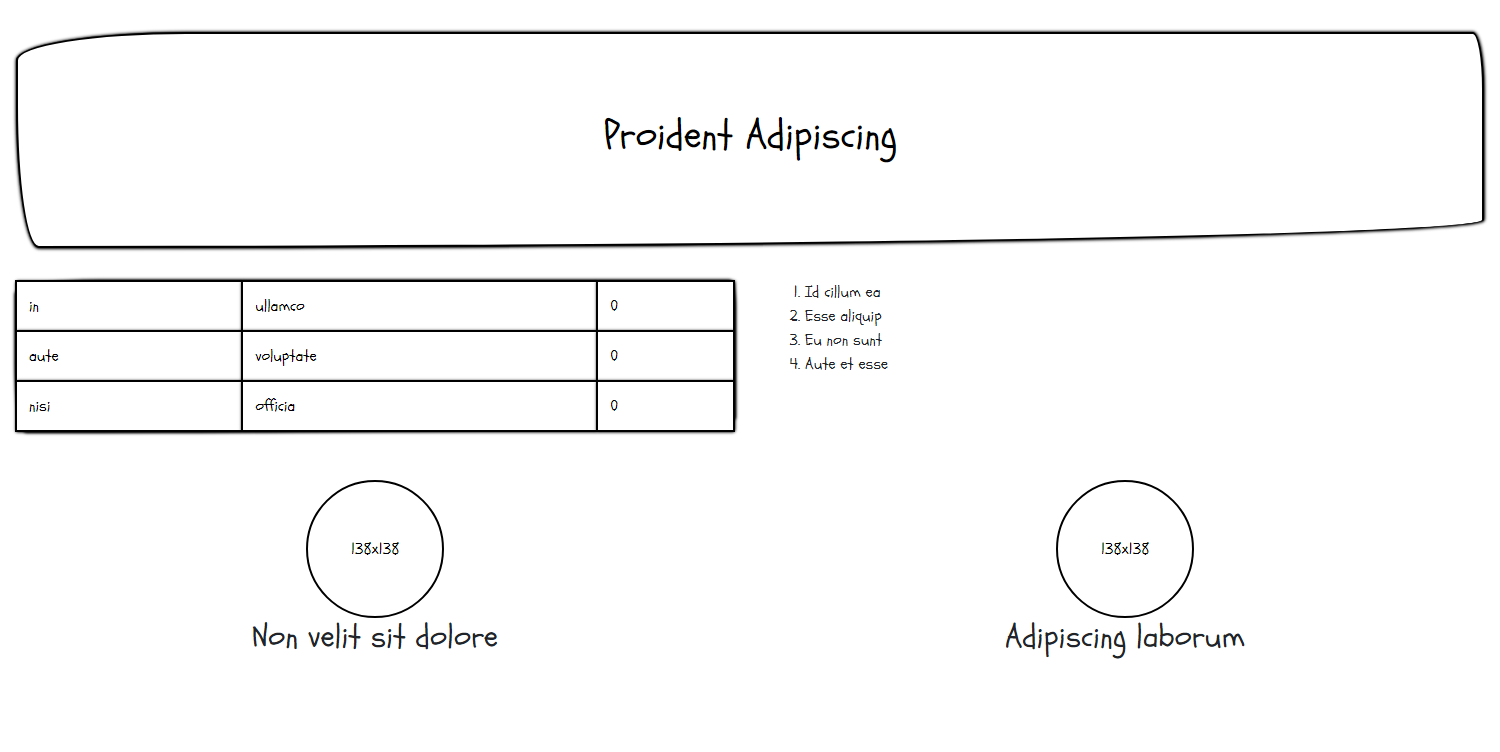 Proident Adipiscing
in ullamco 0
aute voluptate 0
nisi officia 0
1. Id cillum ea
2. Esse aliquip
3. Eu non sunt
4. Aute et esse
138x138
Non velit sit dolore
138x138
Adipiscing laborum